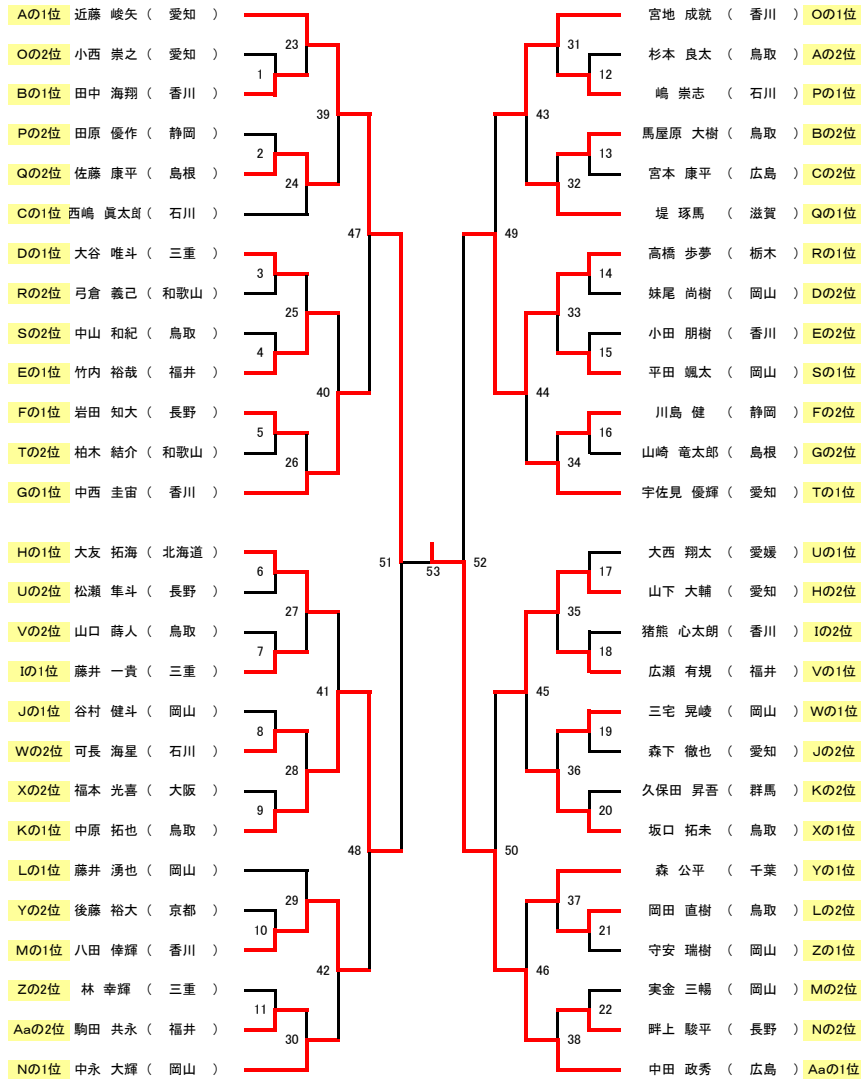 Aの1位 近藤 峻矢 ( 愛知 )
Oの2位 小西 崇之 ( 愛知 )
Bの1位 田中 海翔 ( 香川 )
Pの2位 田原 優作 ( 静岡 )
Qの2位 佐藤 康平 ( 島根 )
Cの1位 西嶋 眞太郎 ( 石川 )
Dの1位 大谷 唯斗 ( 三重 )
Rの2位 弓倉 義己 ( 和歌山 )
Sの2位 中山 和紀 ( 鳥取 )
Eの1位 竹内 裕哉 ( 福井 )
Fの1位 岩田 知大 ( 長野 )
Tの2位 柏木 結介 ( 和歌山 )
Gの1位 中西 圭宙 ( 香川 )
Hの1位 大友 拓海 ( 北海道 )
Uの2位 松瀬 隼斗 ( 長野 )
Vの2位 山口 蒔人 ( 鳥取 )
Iの1位 藤井 一貴 ( 三重 )
Jの1位 谷村 健斗 ( 岡山 )
Wの2位 可長 海星 ( 石川 )
Xの2位 福本 光喜 ( 大阪 )
Kの1位 中原 拓也 ( 鳥取 )
Lの1位 藤井 湧也 ( 岡山 )
Yの2位 後藤 裕大 ( 京都 )
Mの1位 八田 倖輝 ( 香川 )
Zの2位 林 幸輝 ( 三重 )
Aaの2位 駒田 共永 ( 福井 )
Nの1位 中永 大輝 ( 岡山 )
1
2
3
4
5
6
7
8
9
10
11
23
24
25
26
27
28
29
30
39
40
41
42
47
48
51
53
52
49
50
43
44
45
46
31
32
33
34
35
36
37
38
12
13
14
15
16
17
18
19
20
21
22
宮地 成就 ( 香川 ) Oの1位
杉本 良太 ( 鳥取 ) Aの2位
嶋 崇志 ( 石川 ) Pの1位
馬屋原 大樹 ( 鳥取 ) Bの2位
宮本 康平 ( 広島 ) Cの2位
堤 琢馬 ( 滋賀 ) Qの1位
高橋 歩夢 ( 栃木 ) Rの1位
妹尾 尚樹 ( 岡山 ) Dの2位
小田 朋樹 ( 香川 ) Eの2位
平田 颯太 ( 岡山 ) Sの1位
川島 健 ( 静岡 ) Fの2位
山崎 竜太郎 ( 島根 ) Gの2位
宇佐見 優輝 ( 愛知 ) Tの1位
大西 翔太 ( 愛媛 ) Uの1位
山下 大輔 ( 愛知 ) Hの2位
猪熊 心太朗 ( 香川 ) Iの2位
広瀬 有規 ( 福井 ) Vの1位
三宅 晃崚 ( 岡山 ) Wの1位
森下 徹也 ( 愛知 ) Jの2位
久保田 昇吾 ( 群馬 ) Kの2位
坂口 拓未 ( 鳥取 ) Xの1位
森 公平 ( 千葉 ) Yの1位
岡田 直樹 ( 鳥取 ) Lの2位
守安 瑞樹 ( 岡山 ) Zの1位
実金 三暢 ( 岡山 ) Mの2位
畔上 駿平 ( 長野 ) Nの2位
中田 政秀 ( 広島 ) Aaの1位